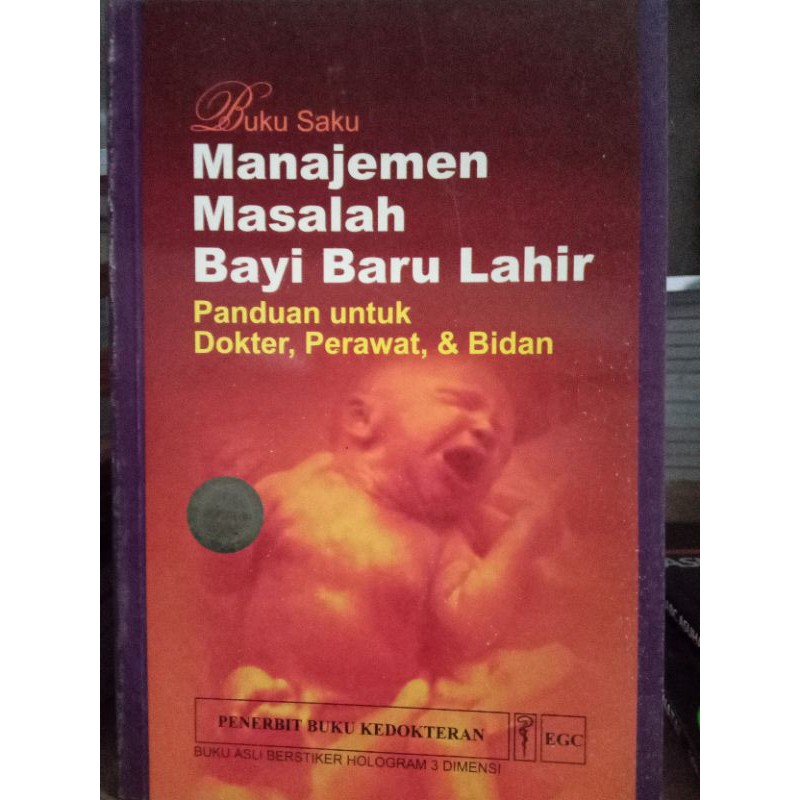 Buku Saku
Manajemen
Masalah
Bayi Baru Lahir
Panduan untuk
Dokter, Perawat, & Bidan
PENERBIT BUKU KEDOKTERAN
EGC
BUKU ASLI BERSTIKER HOLOGRAM 3 DIMENSI